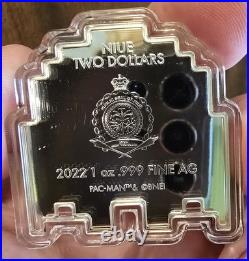 NIUE
TWO DOLLARS
2022 1 oz .999 FINE AG
PAC-MAN™& ©BNEI